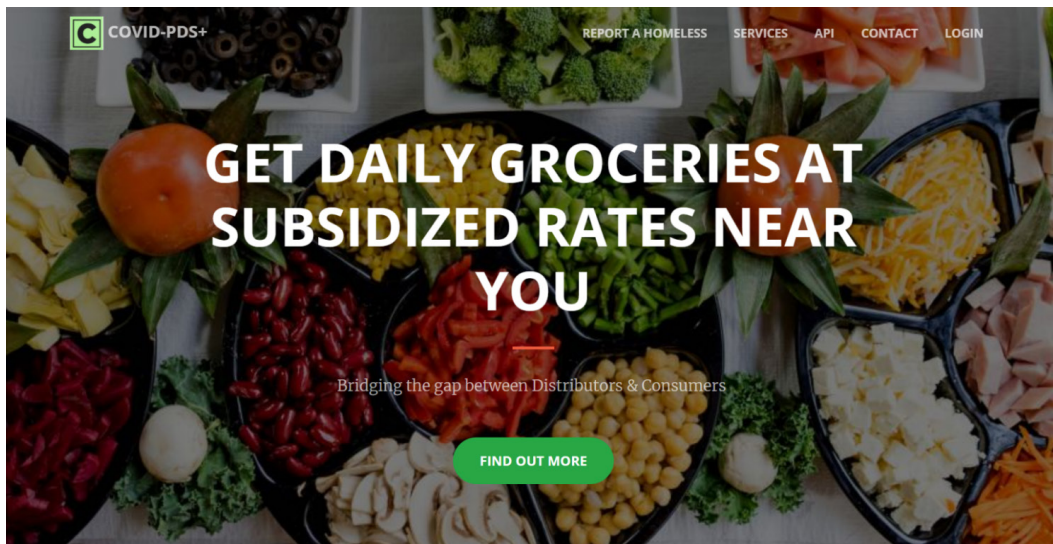 C COVID-PDS+
REPORT A HOMELESS SERVICES API CONTACT LOGIN
GET DAILY GROCERIES AT
SUBSIDIZED RATES NEAR
YOU
Bridging the gap between Distributors & Consumers
FIND OUT MORE